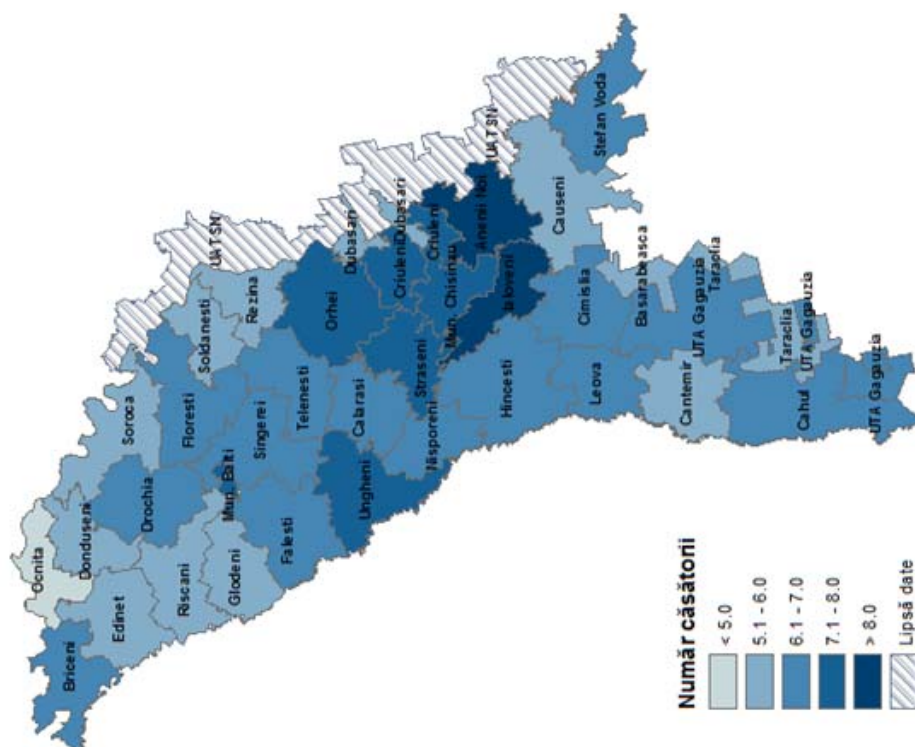 Ocnita
Briceni
Donduseni
Edinet
Soroca
Drochia
Riscani
Floresti
Soldanesti
UATSN
Glodeni
Mun. Balti
Rezina
Singerei
Falesti
Telenesti
Orhei
Dubasari
Ungheni
Calarasi
Criuleni
Dubasari
Straseni
Criuleni
Mun. Chisinau
Nisporeni
Anenii Noi
UATSN
Ialoveni
Hincesti
Causeni
Stefan Voda
Cimislia
Leova
Basarabeasca
Cantemir
UTA Gagauzia
Taraclia
Taraclia
UTA Gagauzia
Cahul
UTA Gagauzia
Număr căsătorii
< 5.0
5.1 - 6.0
6.1 - 7.0
7.1 - 8.0
> 8.0
Lipsă date